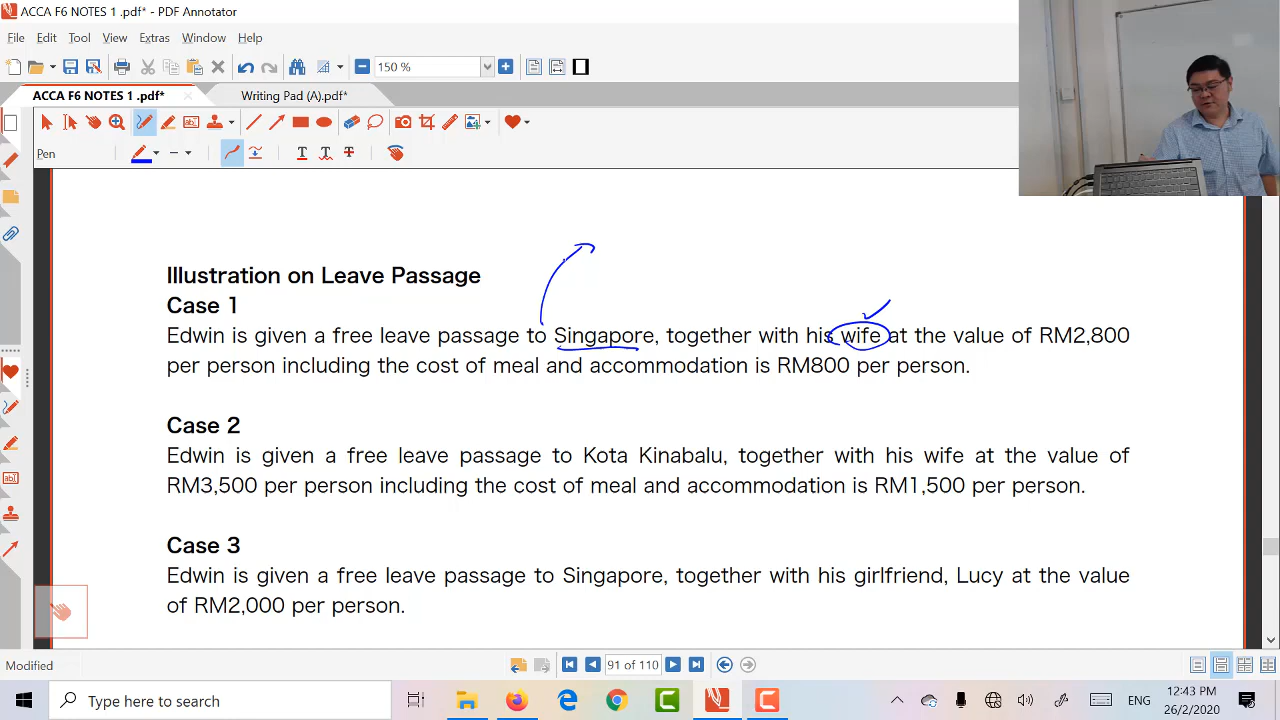 ACCA F6 NOTES 1 .pdf* - PDF Annotator
File Edit Tool View Extras Window Help
150 %
ACCA F6 NOTES 1 .pdf* Writing Pad (A).pdf*
Pen
Illustration on Leave Passage
Case 1
Edwin is given a free leave passage to Singapore, together with his wife at the value of RM2,800
per person including the cost of meal and accommodation is RM800 per person.
Case 2
Edwin is given a free leave passage to Kota Kinabalu, together with his wife at the value of
RM3,500 per person including the cost of meal and accommodation is RM1,500 per person.
Case 3
Edwin is given a free leave passage to Singapore, together with his girlfriend, Lucy at the value
of RM2,000 per person.
Modified
91 of 110
Type here to search
ENG
12:43 PM
26/2/2020